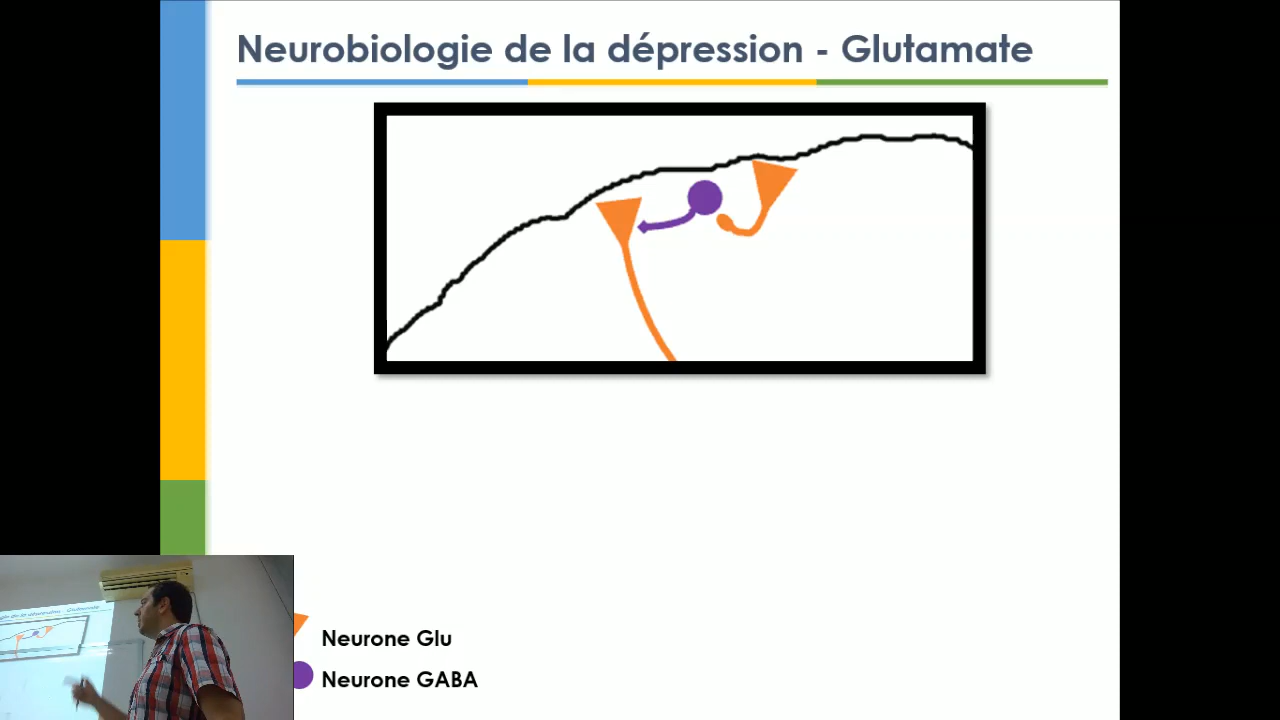 Neurobiologie de la dépression - Glutamate
Neurone Glu
Neurone GABA